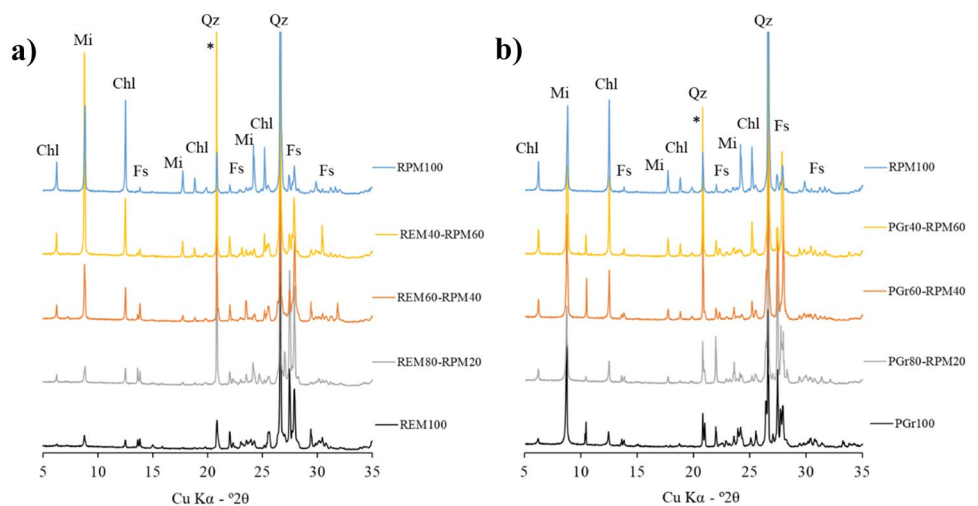 a)
Qz
Qz
*
Mi
Chl
Chl
Fs
Mi
Chl
Fs
Mi
Chl
Fs
Fs
RPM100
REM40-RPM60
REM60-RPM40
REM80-RPM20
REM100
5 10 15 20 25 30 35
Cu Kα - º2θ
b)
Qz
Mi
Chl
Qz
*
Chl
Fs
Mi
Chl
Fs
Mi
Chl
Fs
Fs
RPM100
PGr40-RPM60
PGr60-RPM40
PGr80-RPM20
PGr100
5 10 15 20 25 30 35
Cu Kα - º2θ